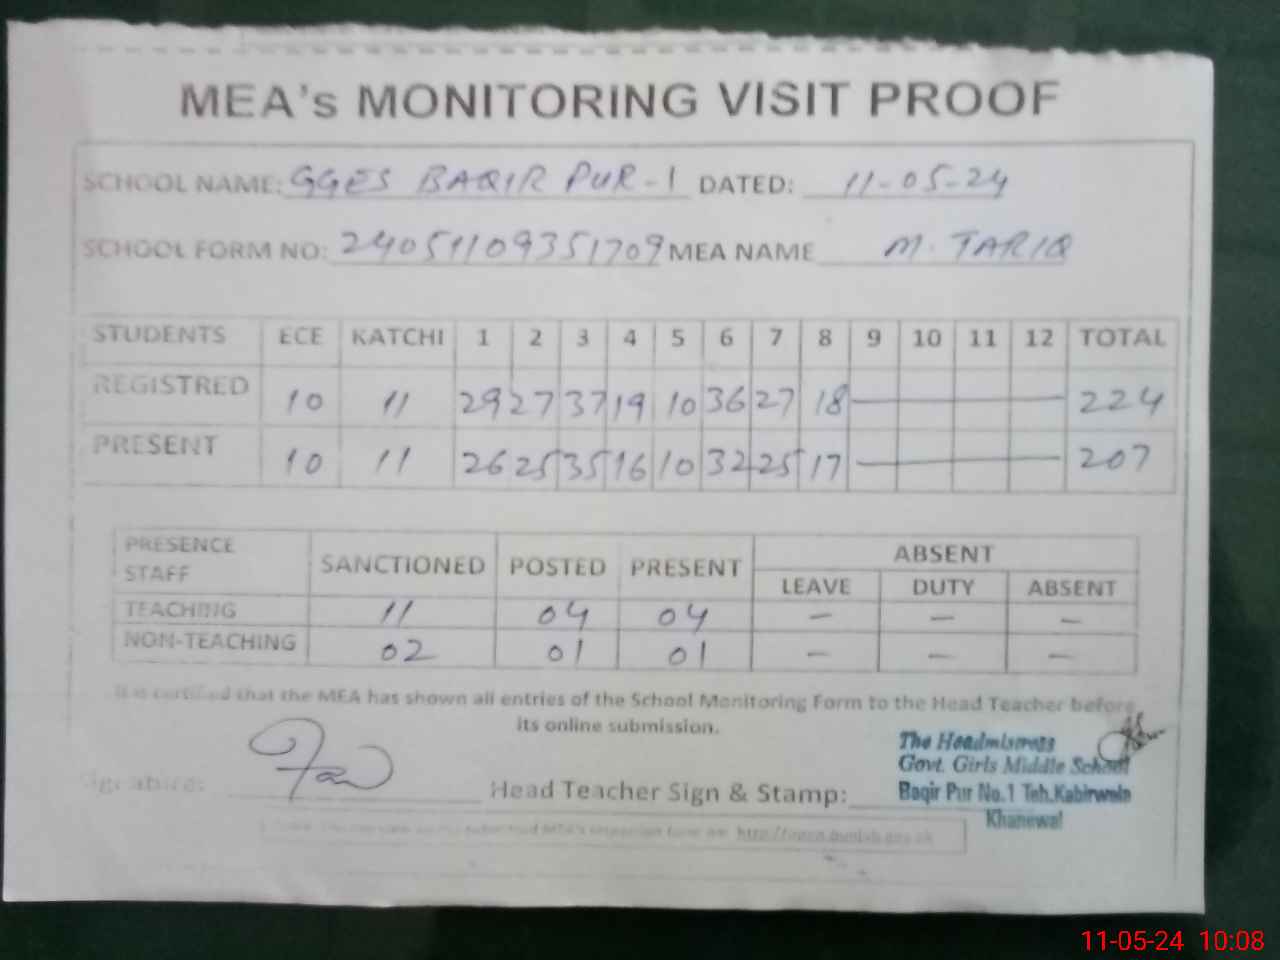 MEA's MONITORING VISIT PROOF
SCHOOL NAME: GGES BAQIR PUR-1 DATED: 11-05-24
SCHOOL FORM NO: 24051109351709 MEA NAME M. TARIQ
STUDENTS ECE KATCHI 1 2 3 4 5 6 7 8 9 10 11 12 TOTAL
REGISTRED 10 11 29 27 37 19 10 36 27 18 — 224
PRESENT 10 11 26 25 35 16 10 32 25 17 — 207
PRESENCE STAFF SANCTIONED POSTED PRESENT ABSENT
LEAVE DUTY ABSENT
TEACHING 11 04 04 — — —
NON-TEACHING 02 01 01 — — —
It is certified that the MEA has shown all entries of the School Monitoring Form to the Head Teacher before
its online submission.
Signature: Head Teacher Sign & Stamp:
The Headmistress
Govt. Girls Middle School
Baqir Pur No.1 Teh.Kabirwala
Khanewal
11-05-24 10:08